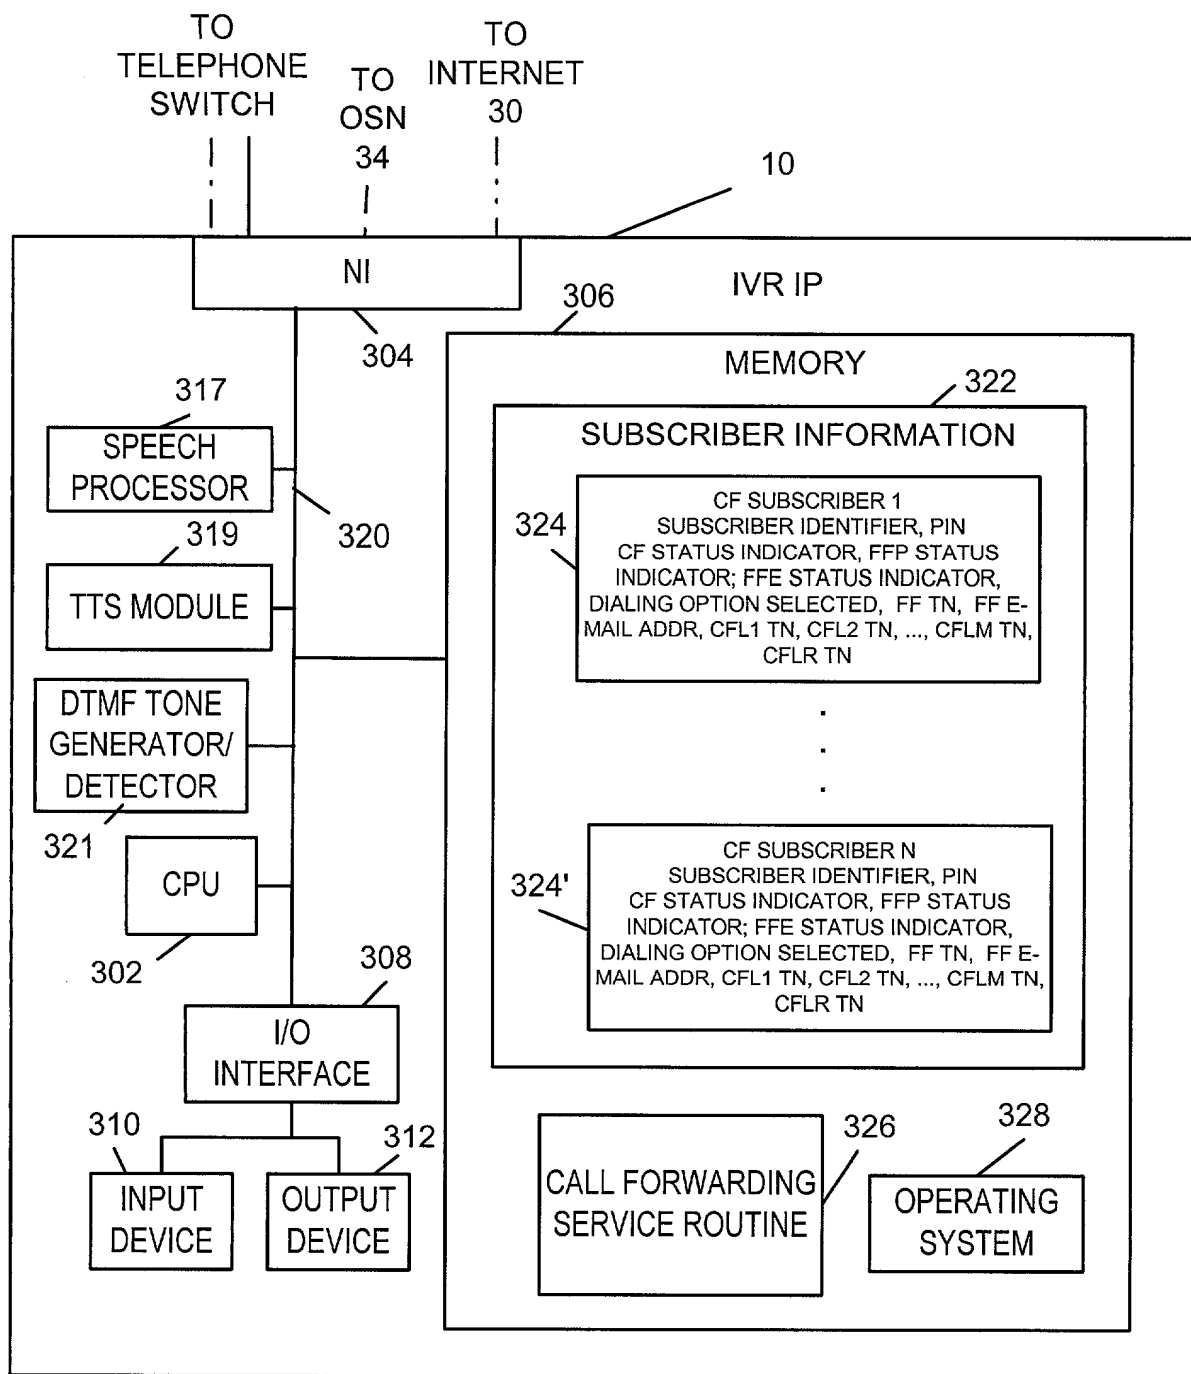 TO
TELEPHONE
SWITCH
TO
OSN
34
TO
INTERNET
30
10
NI
304
IVR IP
306
MEMORY
322
SUBSCRIBER INFORMATION
317
SPEECH
PROCESSOR
320
319
TTS MODULE
DTMF TONE
GENERATOR/
DETECTOR
321
CPU
302
308
I/O
INTERFACE
310
INPUT
DEVICE
312
OUTPUT
DEVICE
324
CF SUBSCRIBER 1
SUBSCRIBER IDENTIFIER, PIN
CF STATUS INDICATOR, FFP STATUS
INDICATOR; FFE STATUS INDICATOR,
DIALING OPTION SELECTED, FF TN, FF E-
MAIL ADDR, CFL1 TN, CFL2 TN, ..., CFLM TN,
CFLR TN
.
.
.
324'
CF SUBSCRIBER N
SUBSCRIBER IDENTIFIER, PIN
CF STATUS INDICATOR, FFP STATUS
INDICATOR; FFE STATUS INDICATOR,
DIALING OPTION SELECTED, FF TN, FF E-
MAIL ADDR, CFL1 TN, CFL2 TN, ..., CFLM TN,
CFLR TN
CALL FORWARDING
SERVICE ROUTINE
326
328
OPERATING
SYSTEM